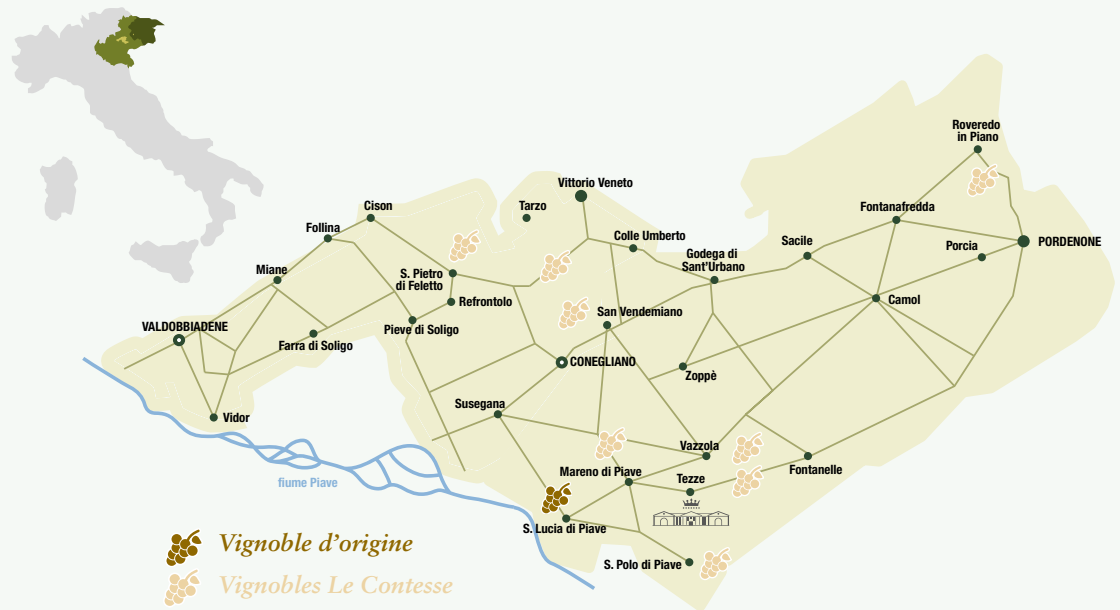 Roveredo
in Piano
Vittorio Veneto
Cison
Tarzo
Fontanafredda
Follina
Colle Umberto
Sacile
PORDENONE
Porcia
Godega di
Sant'Urbano
Miane
S. Pietro
di Feletto
Refrontolo
Camol
San Vendemiano
VALDOBBIADENE
Pieve di Soligo
Farra di Soligo
CONEGLIANO
Zoppè
Susegana
Vidor
Vazzola
Mareno di Piave
Fontanelle
Tezze
fiume Piave
S. Lucia di Piave
Vignoble d'origine
S. Polo di Piave
Vignobles Le Contesse